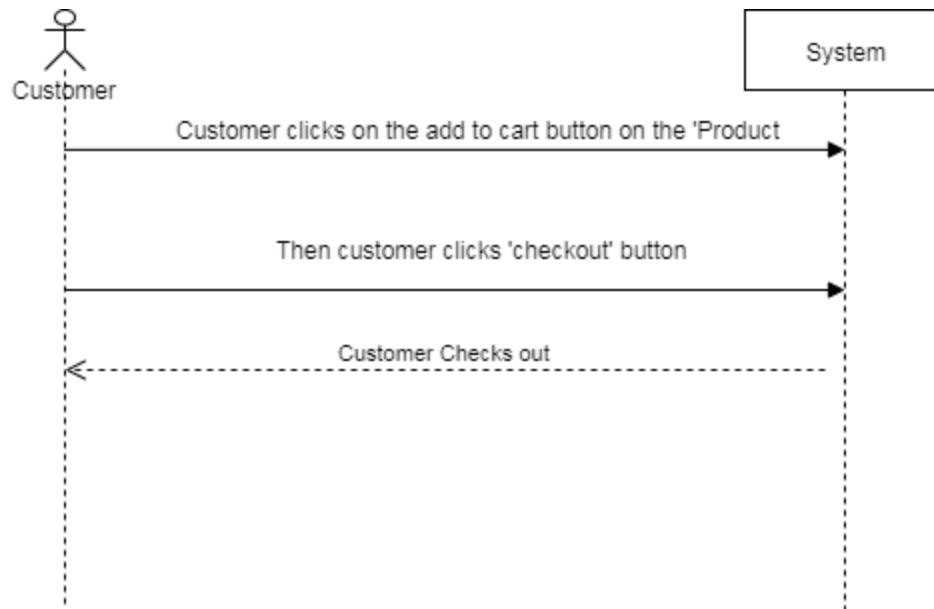 System
Customer
Customer clicks on the add to cart button on the 'Product
Then customer clicks 'checkout' button
Customer Checks out